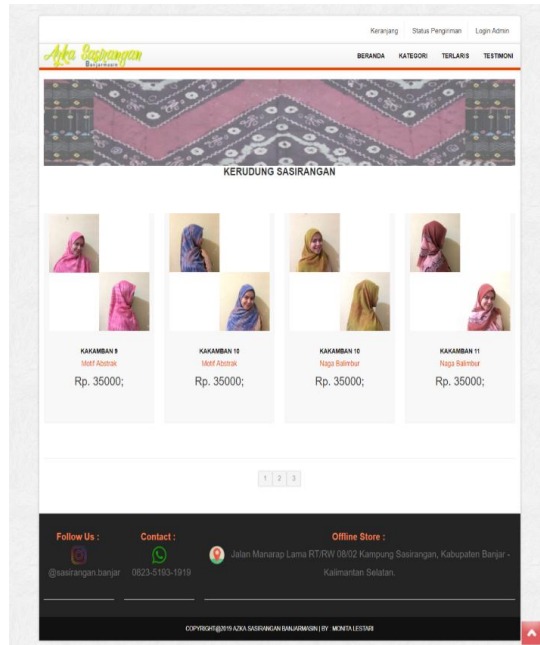 Keranjang Status Pengiriman Login Admin
Azka Sasirangan
Banjarmasin
BERANDA KATEGORI TERLARIS TESTIMONI
KERUDUNG SASIRANGAN
KAKAMBAN 9 KAKAMBAN 10 KAKAMBAN 10 KAKAMBAN 11
Motif Abstrak Motif Abstrak Naga Balimbur Naga Balimbur
Rp. 35000; Rp. 35000; Rp. 35000; Rp. 35000;
1 2 3
Follow Us : Contact : Offline Store :
@sasirangan.banjar 0823-5193-1919 Jalan Manarap Lama RT/RW 08/02 Kampung Sasirangan, Kabupaten Banjar -
Kalimantan Selatan.
COPYRIGHT@2019 AZKA SASIRANGAN BANJARMASIN | BY : MONITA LESTARI